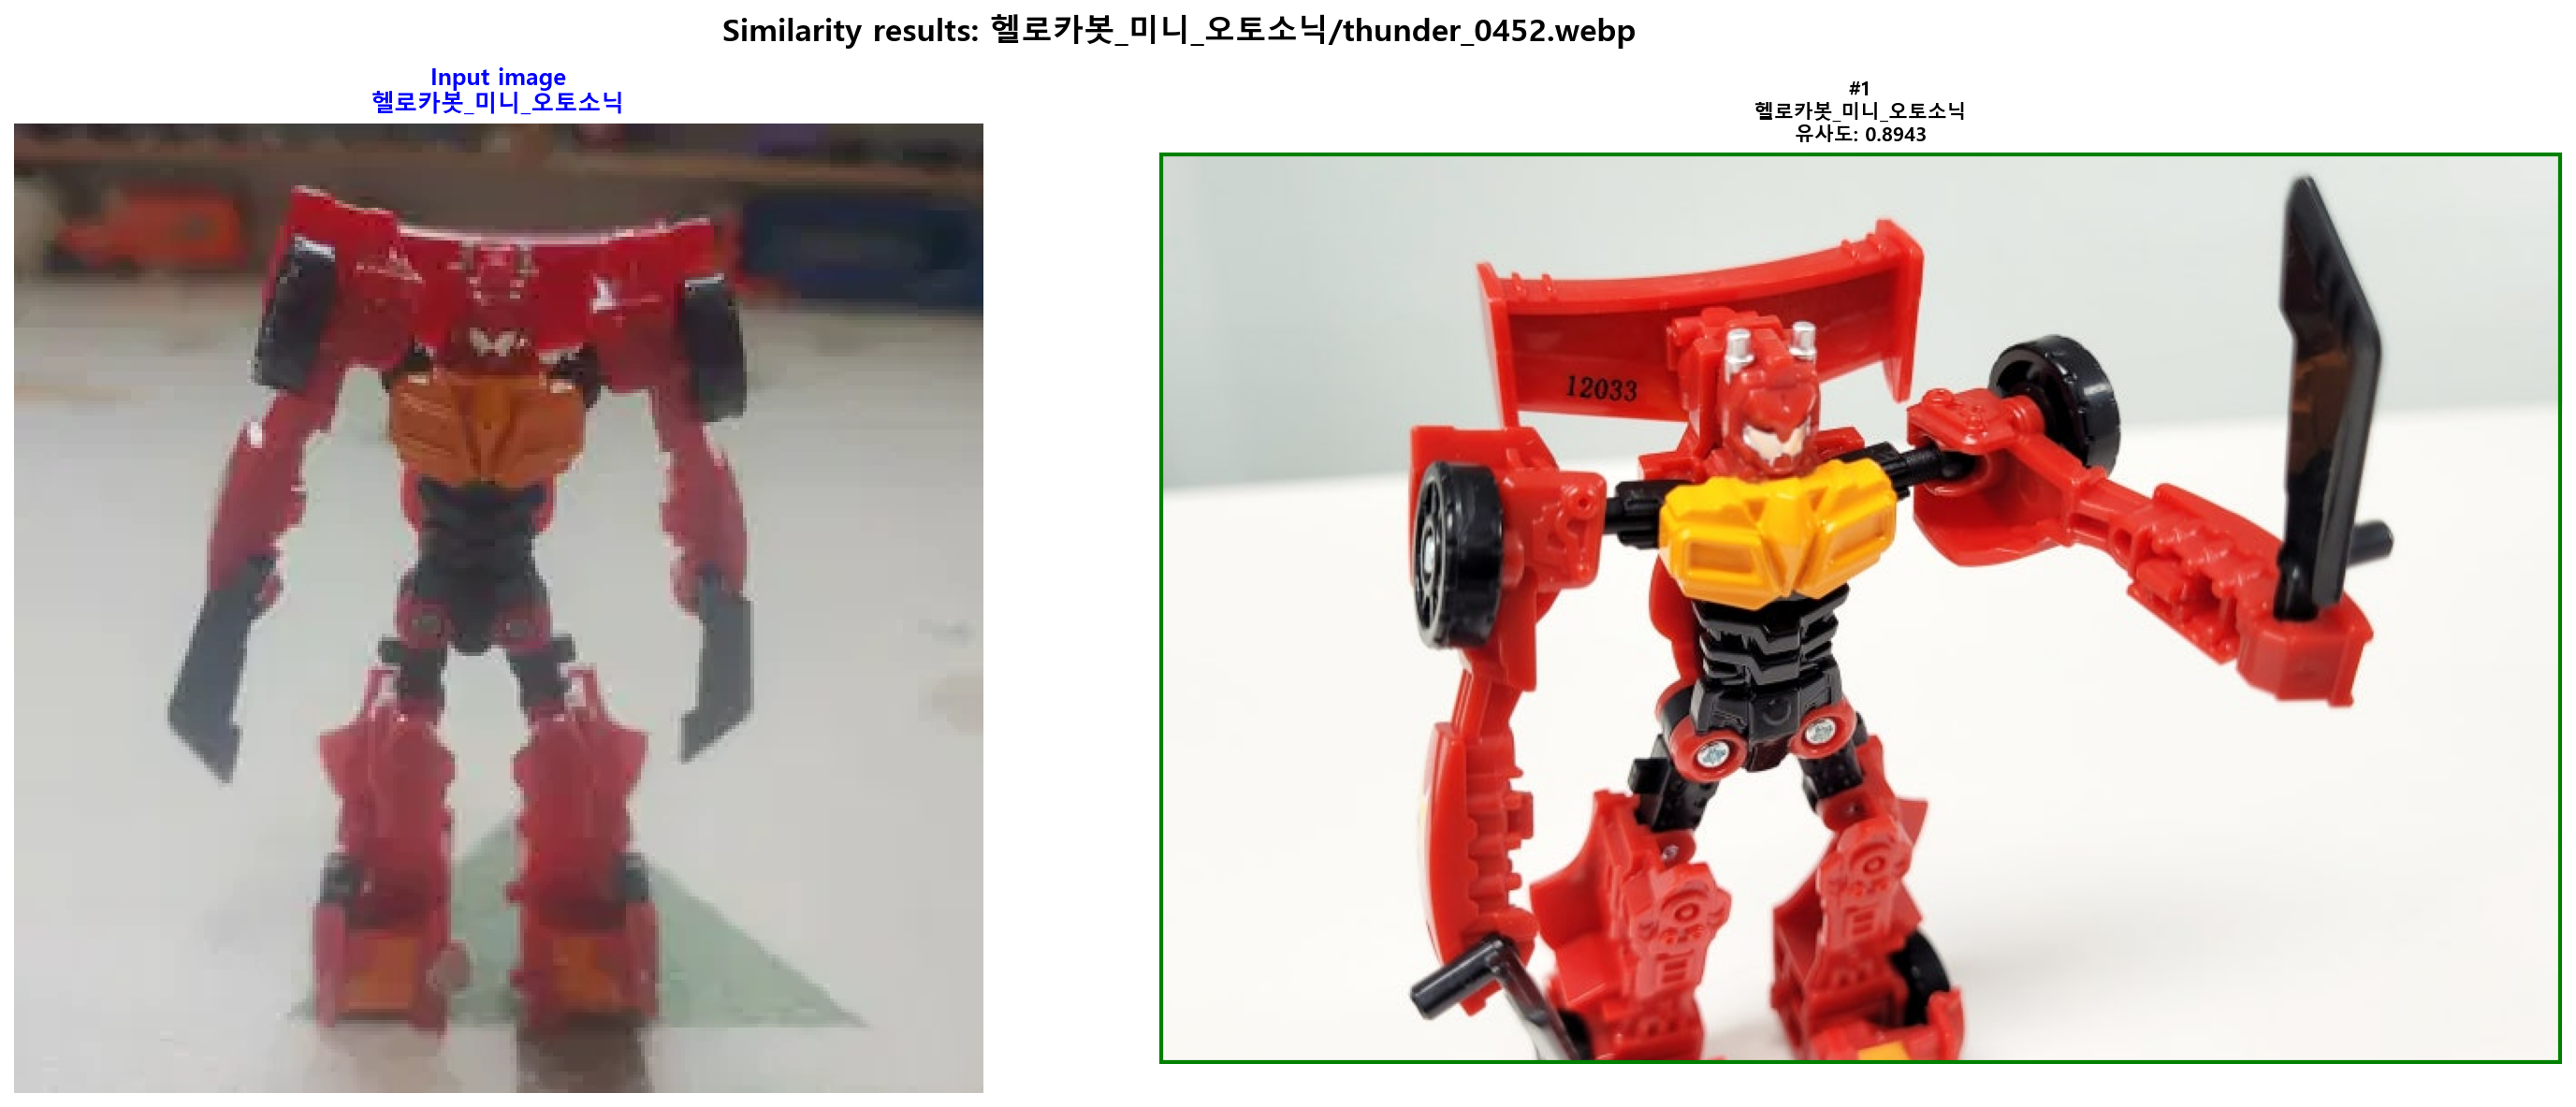 Similarity results: 헬로카봇_미니_오토소닉/thunder_0452.webp
Input image
헬로카봇_미니_오토소닉
#1
헬로카봇_미니_오토소닉
유사도: 0.8943
12033